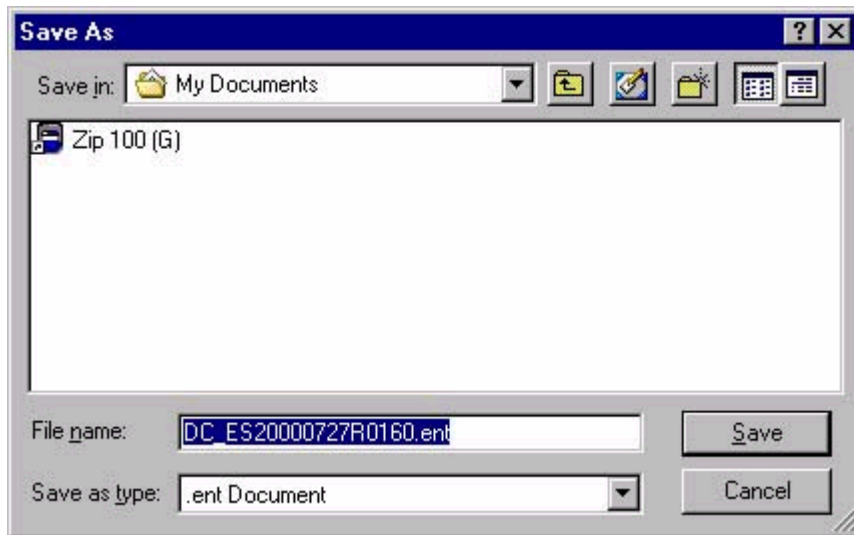 Save As
Save in: My Documents
Zip 100 (G)
File name: DC_ES20000727R0160.ent Save
Save as type: .ent Document Cancel